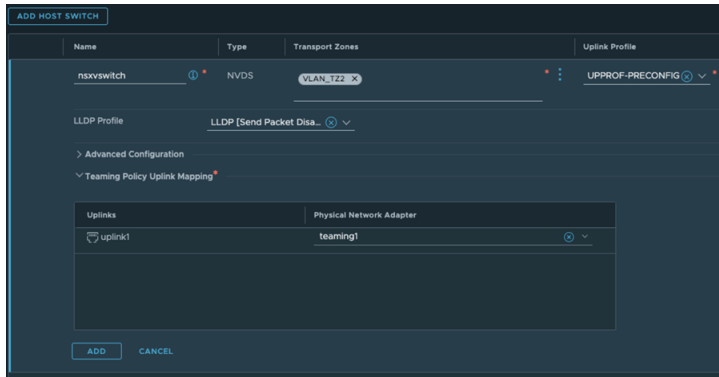 ADD HOST SWITCH
Name Type Transport Zones Uplink Profile
nsxvswitch * NVDS VLAN_TZ2 * UPPROF-PRECONFIG *
LLDP Profile LLDP [Send Packet Disa...
Advanced Configuration
Teaming Policy Uplink Mapping*
Uplinks Physical Network Adapter
uplink1 teaming1
ADD CANCEL